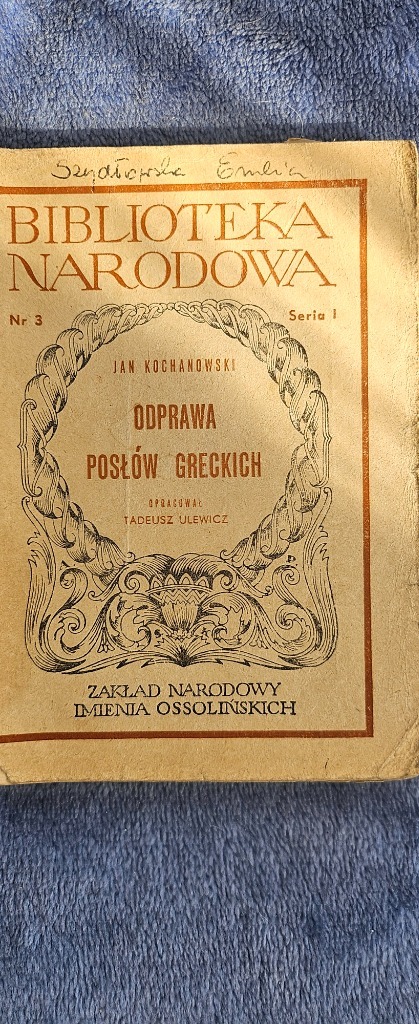 Szydłowska Emilia
BIBLIOTEKA
NARODOWA
Nr 3 Seria I
JAN KOCHANOWSKI
ODPRAWA
POSŁÓW GRECKICH
OPRACOWAŁ
TADEUSZ ULEWICZ
ZAKŁAD NARODOWY
IMIENIA OSSOLIŃSKICH